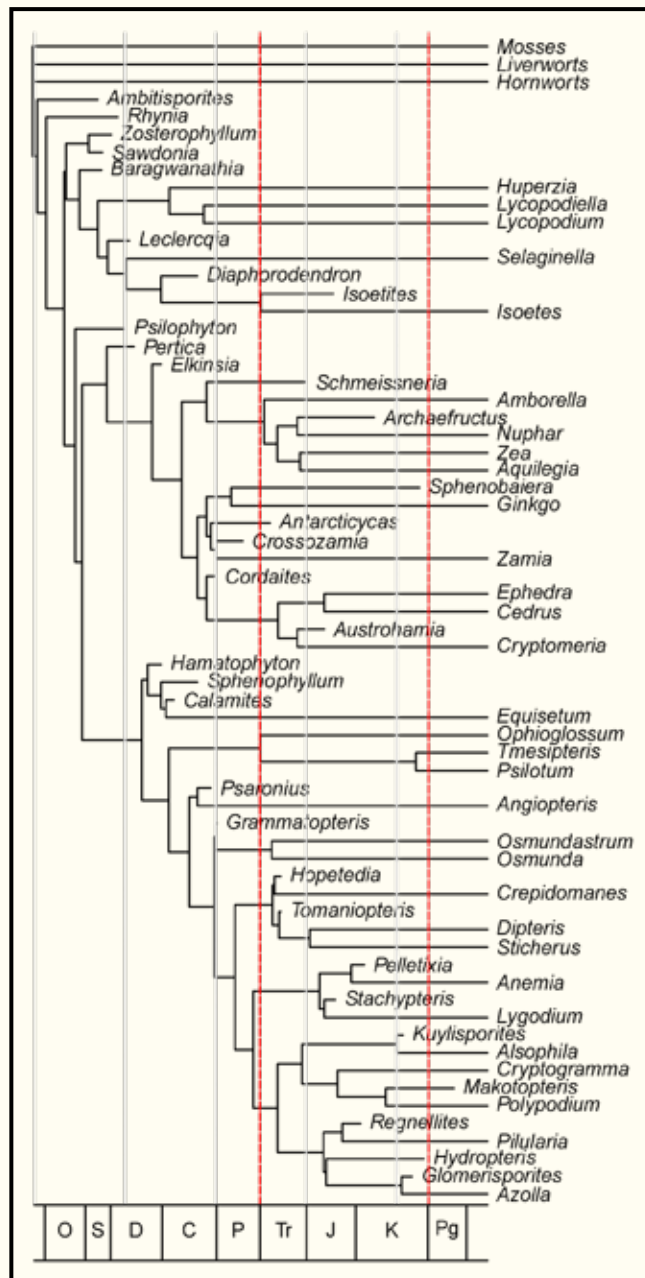 Mosses
Liverworts
Hornworts
Ambitisporites
Rhynia
Zosterophyllum
Sawdonia
Baragwanathia
Huperzia
Lycopodiella
Lycopodium
Leclercqia
Selaginella
Diaphorodendron
Isoetites
Isoetes
Psilophyton
Pertica
Elkinsia
Schmeissneria
Amborella
Archaefructus
Nuphar
Zea
Aquilegia
Sphenobaiera
Ginkgo
Antarcticycas
Crossozamia
Zamia
Cordaites
Ephedra
Cedrus
Austrohamia
Cryptomeria
Hamatophyton
Sphenophyllum
Calamites
Equisetum
Ophioglossum
Tmesipteris
Psilotum
Psaronius
Angiopteris
Grammatopteris
Osmundastrum
Osmunda
Hopetedia
Crepidomanes
Tomaniopteris
Dipteris
Sticherus
Pelletixia
Anemia
Stachypteris
Lygodium
Kuylisporites
Alsophila
Cryptogramma
Makotopteris
Polypodium
Regnellites
Pilularia
Hydropteris
Glomerisporites
Azolla
O S D C P Tr J K Pg